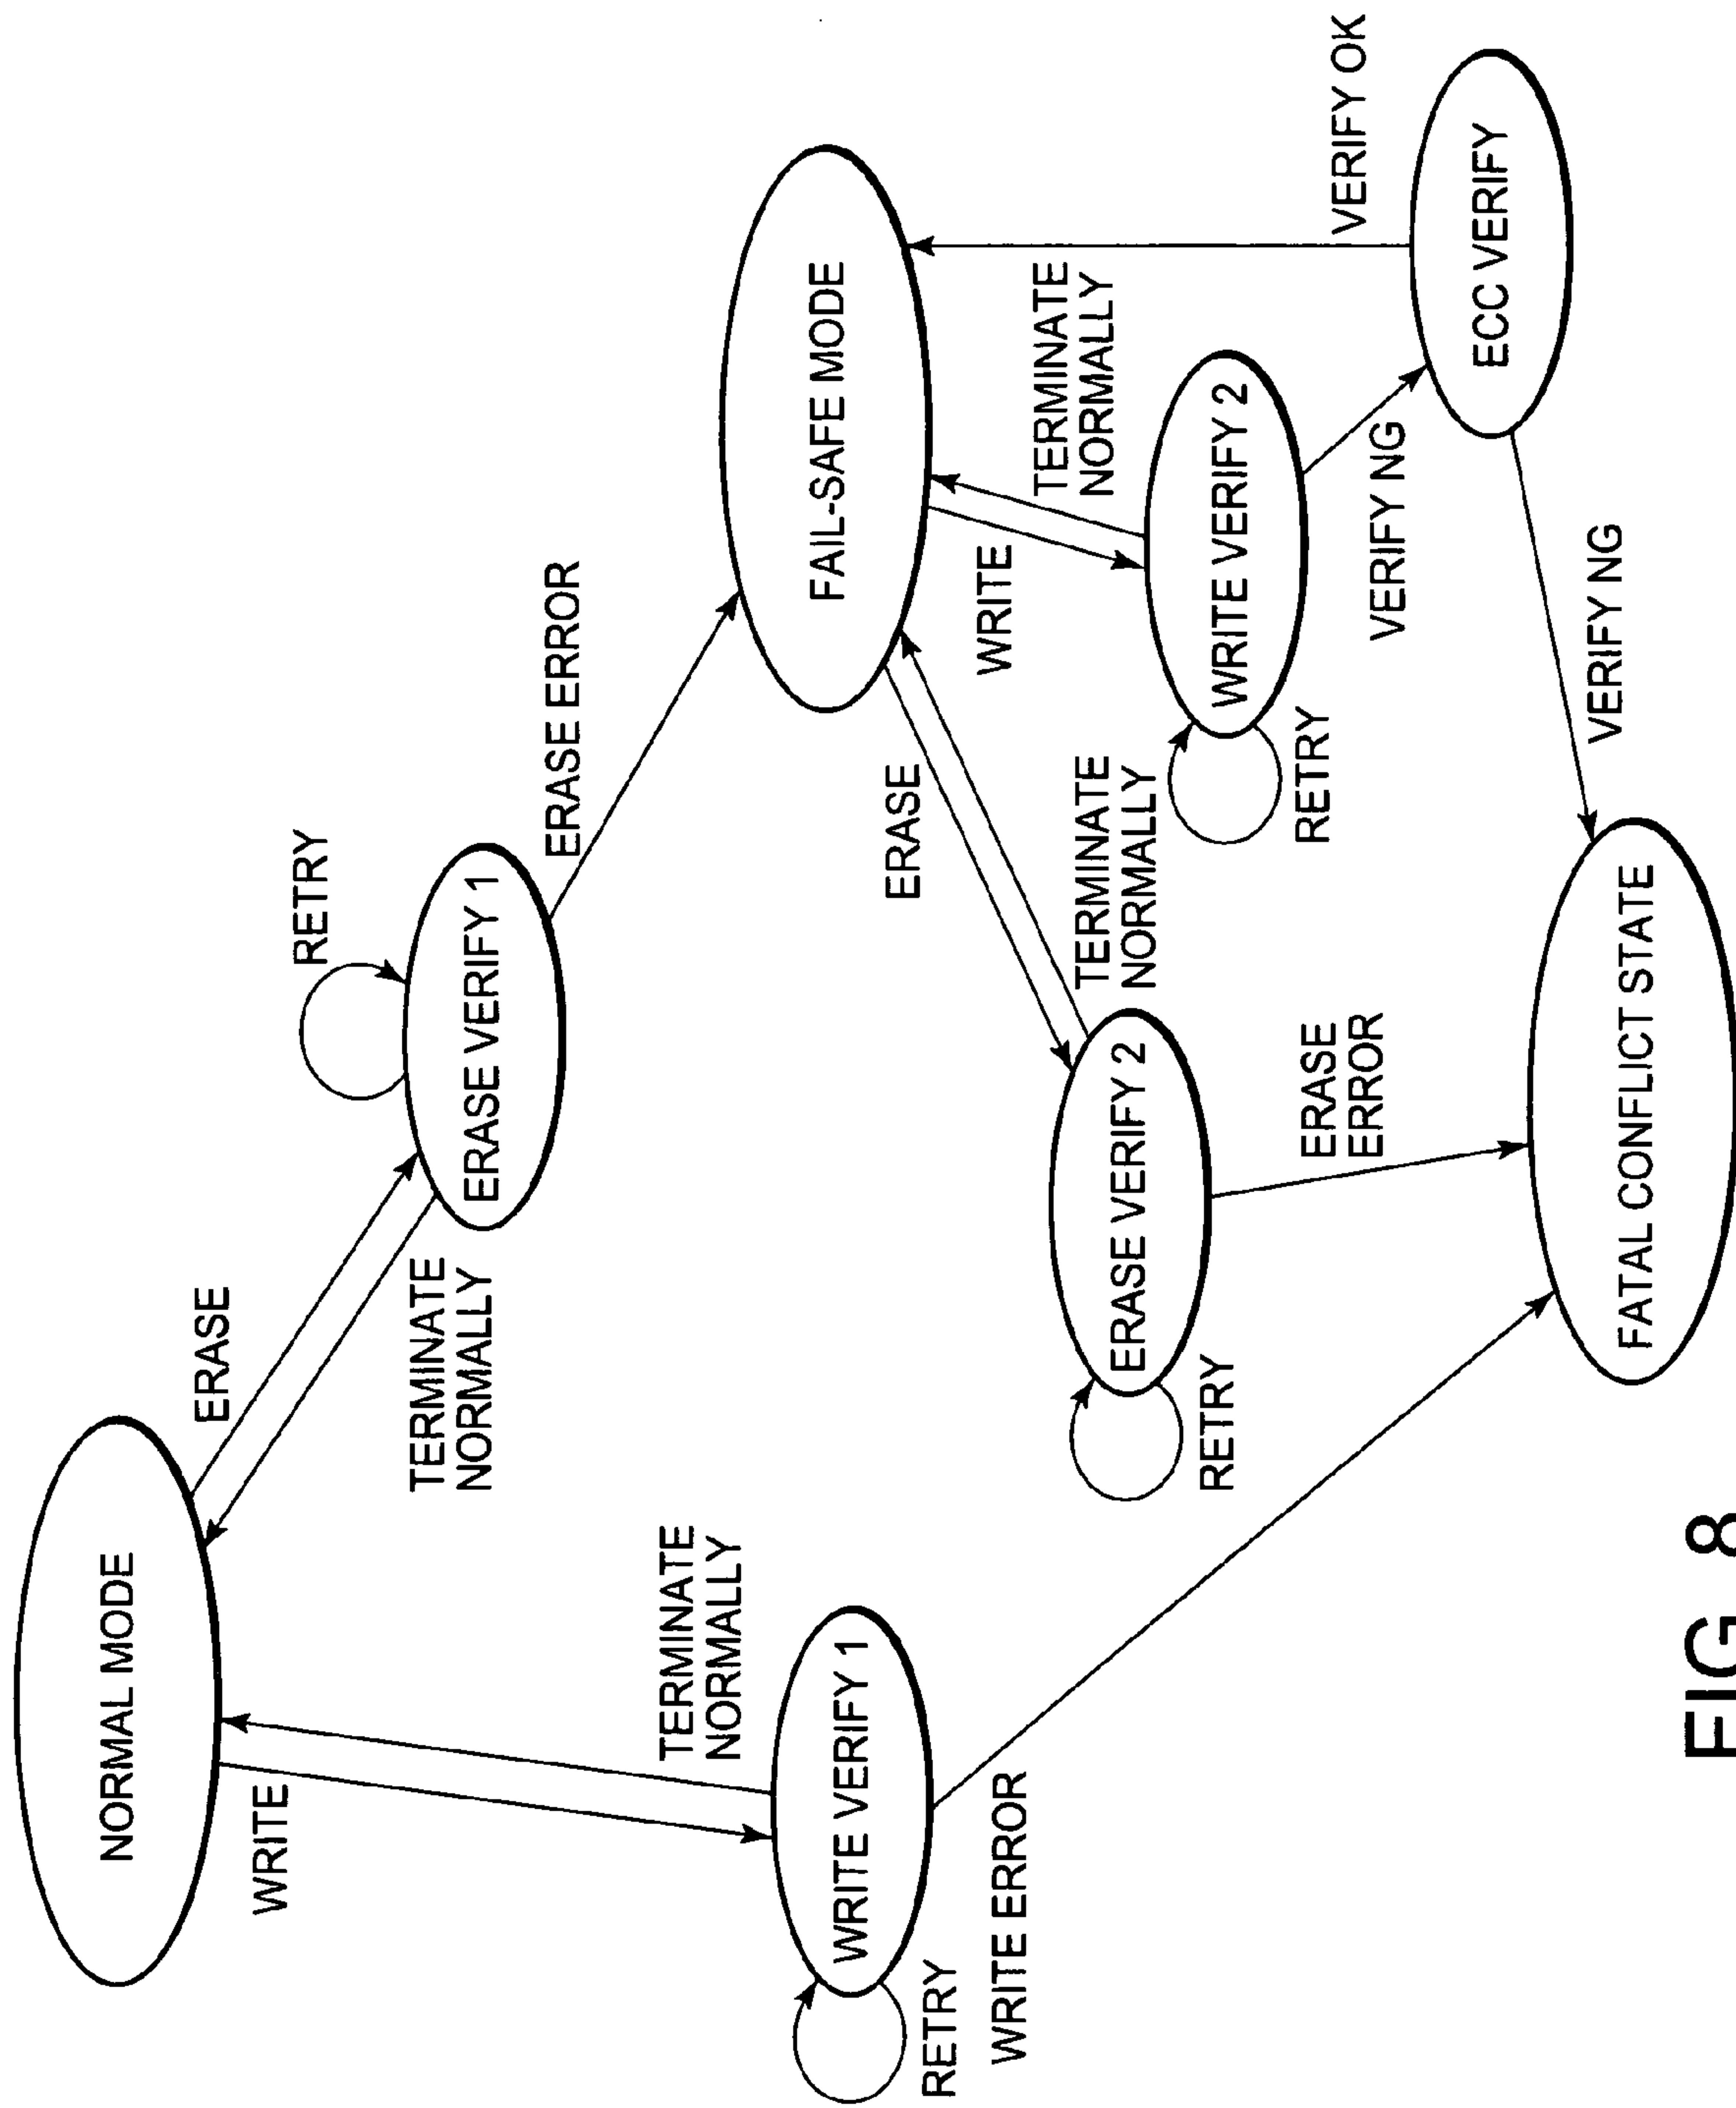 NORMAL MODE
ERASE
TERMINATE
NORMALLY
RETRY
ERASE VERIFY 1
ERASE ERROR
WRITE
TERMINATE
NORMALLY
RETRY
WRITE VERIFY 1
WRITE ERROR
FAIL-SAFE MODE
ERASE
TERMINATE
NORMALLY
WRITE
TERMINATE
NORMALLY
RETRY
ERASE VERIFY 2
ERASE
ERROR
RETRY
WRITE VERIFY 2
VERIFY NG
VERIFY OK
ECC VERIFY
VERIFY NG
FATAL CONFLICT STATE
FIG. 8